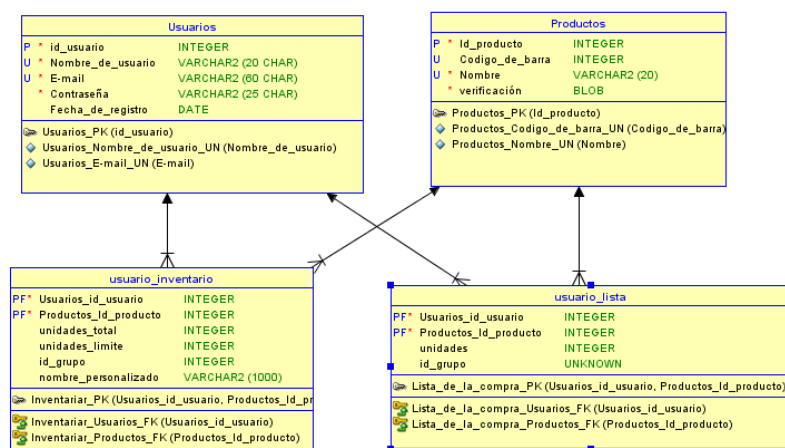 Usuarios
P * id_usuario INTEGER
U * Nombre_de_usuario VARCHAR2 (20 CHAR)
U * E-mail VARCHAR2 (60 CHAR)
* Contraseña VARCHAR2 (25 CHAR)
Fecha_de_registro DATE
Usuarios_PK (id_usuario)
Usuarios_Nombre_de_usuario_UN (Nombre_de_usuario)
Usuarios_E-mail_UN (E-mail)
Productos
P * Id_producto INTEGER
U Codigo_de_barra INTEGER
U * Nombre VARCHAR2 (20)
* verificación BLOB
Productos_PK (Id_producto)
Productos_Codigo_de_barra_UN (Codigo_de_barra)
Productos_Nombre_UN (Nombre)
usuario_inventario
PF* Usuarios_id_usuario INTEGER
PF* Productos_Id_producto INTEGER
unidades_total INTEGER
unidades_limite INTEGER
id_grupo INTEGER
nombre_personalizado VARCHAR2 (1000)
Inventariar_PK (Usuarios_id_usuario, Productos_Id_pr
Inventariar_Usuarios_FK (Usuarios_id_usuario)
Inventariar_Productos_FK (Productos_Id_producto)
usuario_lista
PF* Usuarios_id_usuario INTEGER
PF* Productos_Id_producto INTEGER
unidades INTEGER
id_grupo UNKNOWN
Lista_de_la_compra_PK (Usuarios_id_usuario, Productos_Id_producto)
Lista_de_la_compra_Usuarios_FK (Usuarios_id_usuario)
Lista_de_la_compra_Productos_FK (Productos_Id_producto)